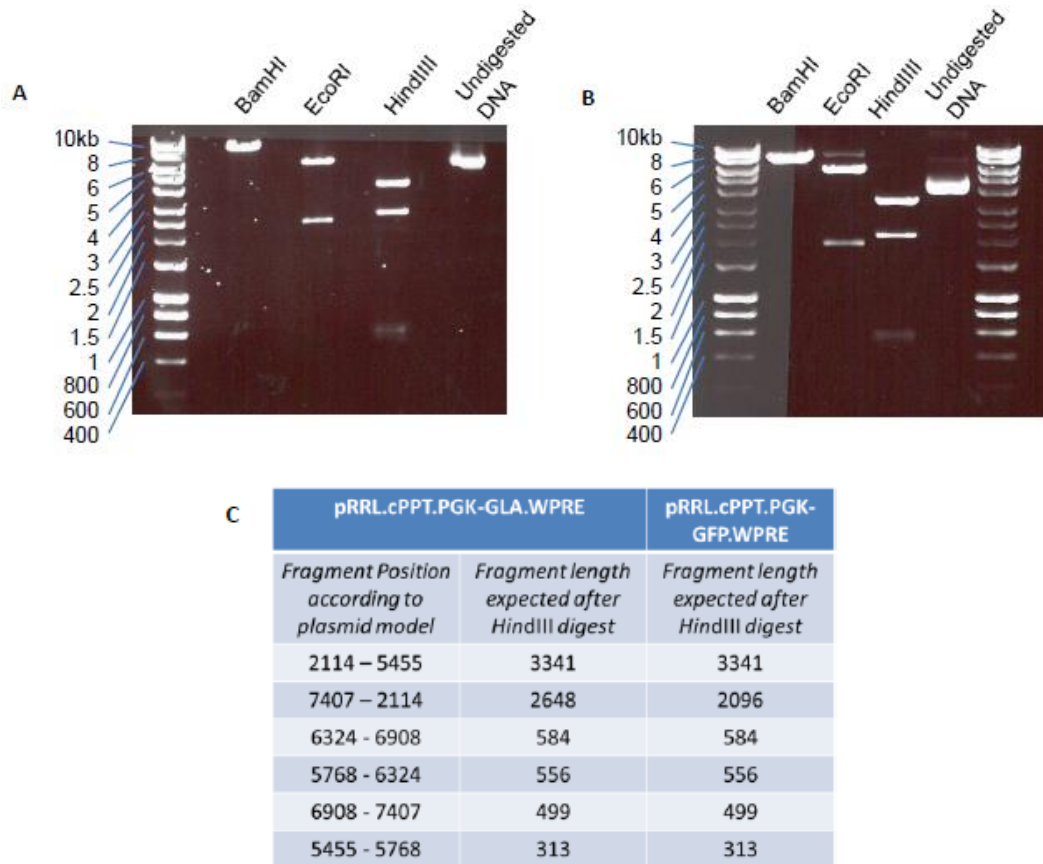 A
BamHI
EcoRI
HindIII
Undigested
DNA
10kb
8
6
5
4
3
2.5
2
1.5
1
800
600
400
B
BamHI
EcoRI
HindIII
Undigested
DNA
10kb
8
6
5
4
3
2.5
2
1.5
1
800
600
400
C
pRRL.cPPT.PGK-GLA.WPRE
pRRL.cPPT.PGK-
GFP.WPRE
Fragment Position
according to
plasmid model
Fragment length
expected after
HindIII digest
Fragment length
expected after
HindIII digest
2114 – 5455 3341 3341
7407 – 2114 2648 2096
6324 - 6908 584 584
5768 - 6324 556 556
6908 - 7407 499 499
5455 - 5768 313 313